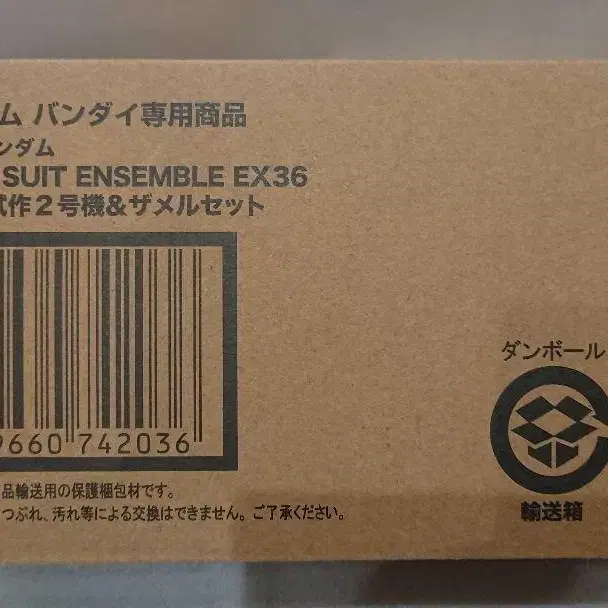 ム バンダイ専用商品
ンダム
SUIT ENSEMBLE EX36
試作2号機&ザメルセット
9660 742036
ダンボール
品輸送用の保護梱包材です。
つぶれ、汚れ等による交換はできません。ご了承ください。
輸送箱